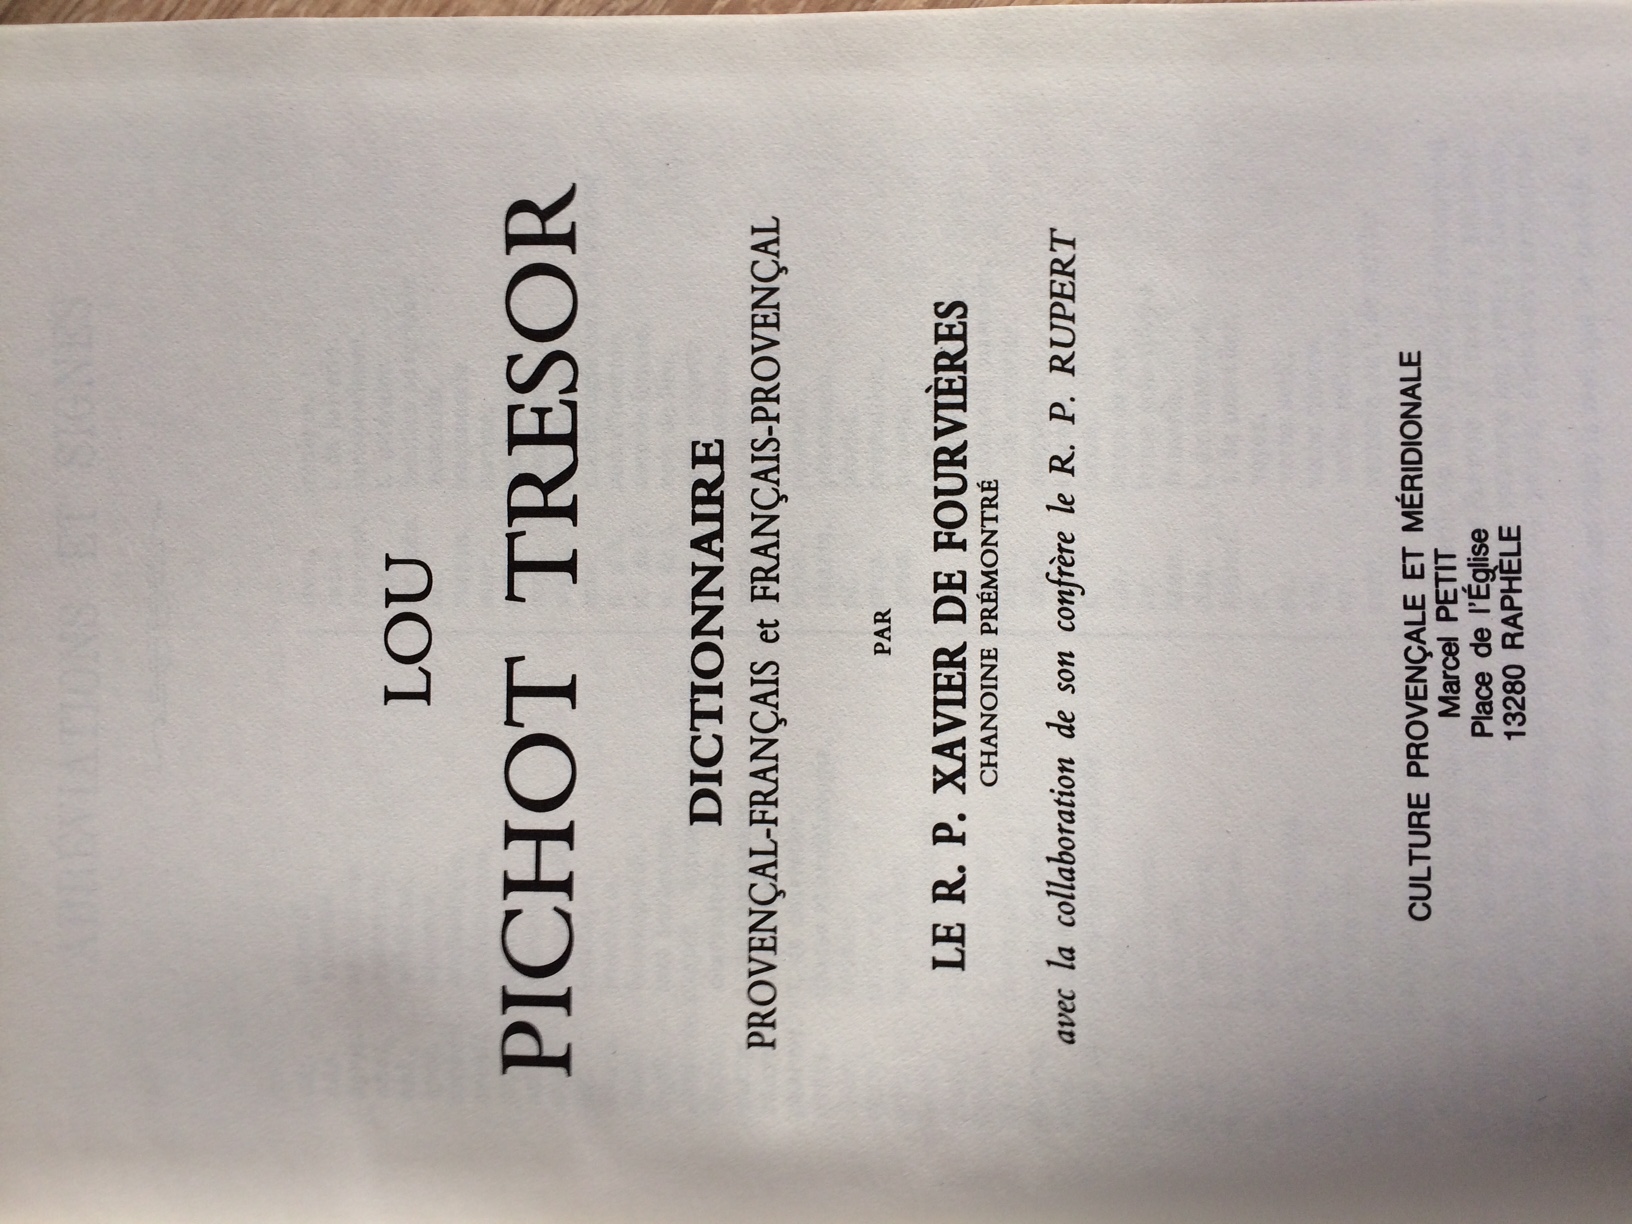 LOU
PICHOT TRESOR
DICTIONNAIRE
PROVENÇAL-FRANÇAIS et FRANÇAIS-PROVENÇAL
PAR
LE R. P. XAVIER DE FOURVIÈRES
CHANOINE PRÉMONTRÉ
avec la collaboration de son confrère le R. P. RUPERT
CULTURE PROVENÇALE ET MÉRIDIONALE
Marcel PETIT
Place de l'Église
13280 RAPHÈLE